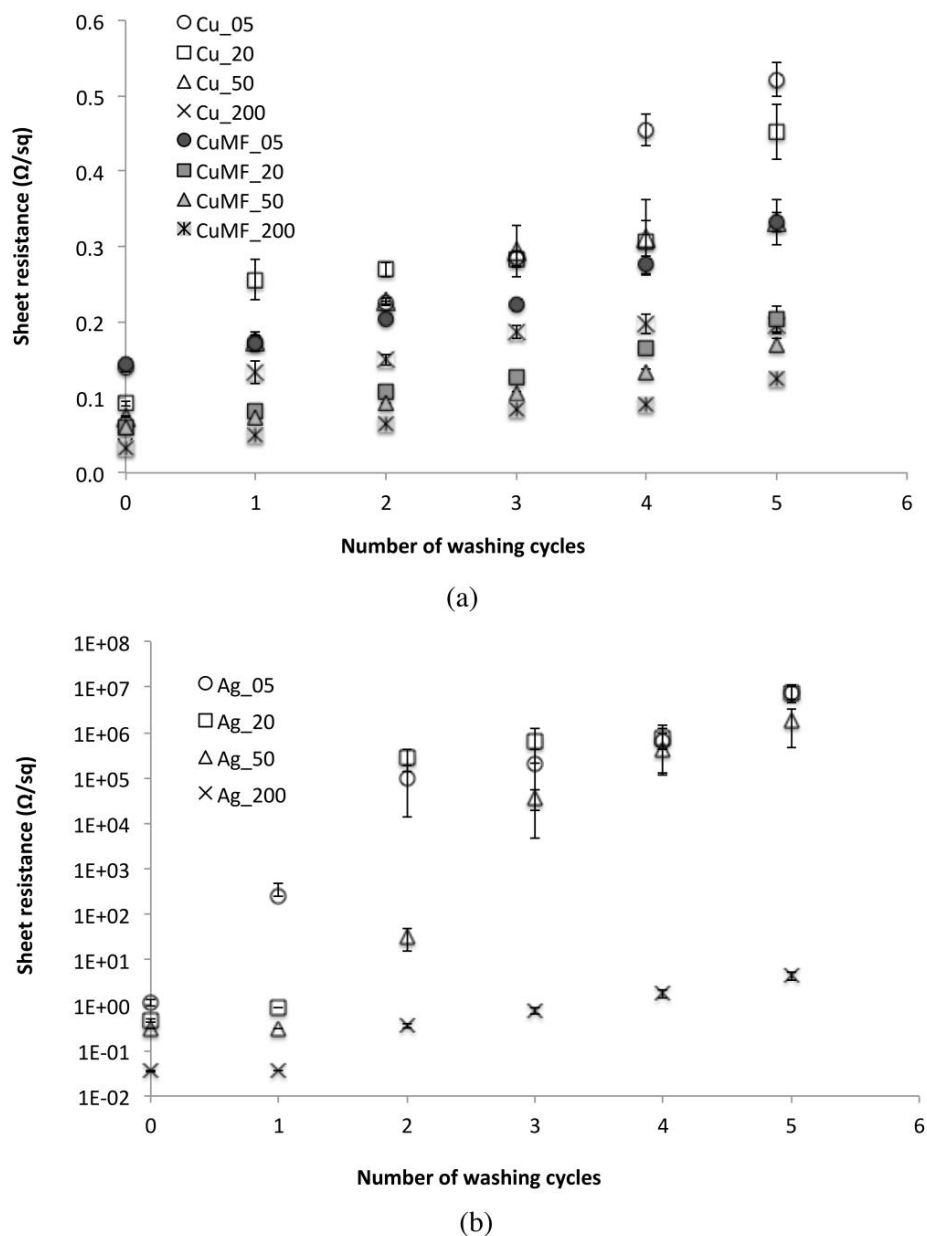 0.6
0.5
0.4
0.3
0.2
0.1
0.0
Sheet resistance (Ω/sq)
Cu_05
Cu_20
Cu_50
Cu_200
CuMF_05
CuMF_20
CuMF_50
CuMF_200
0 1 2 3 4 5 6
Number of washing cycles
(a)
1E+08
1E+07
1E+06
1E+05
1E+04
1E+03
1E+02
1E+01
1E+00
1E-01
1E-02
Sheet resistance (Ω/sq)
Ag_05
Ag_20
Ag_50
Ag_200
0 1 2 3 4 5 6
Number of washing cycles
(b)